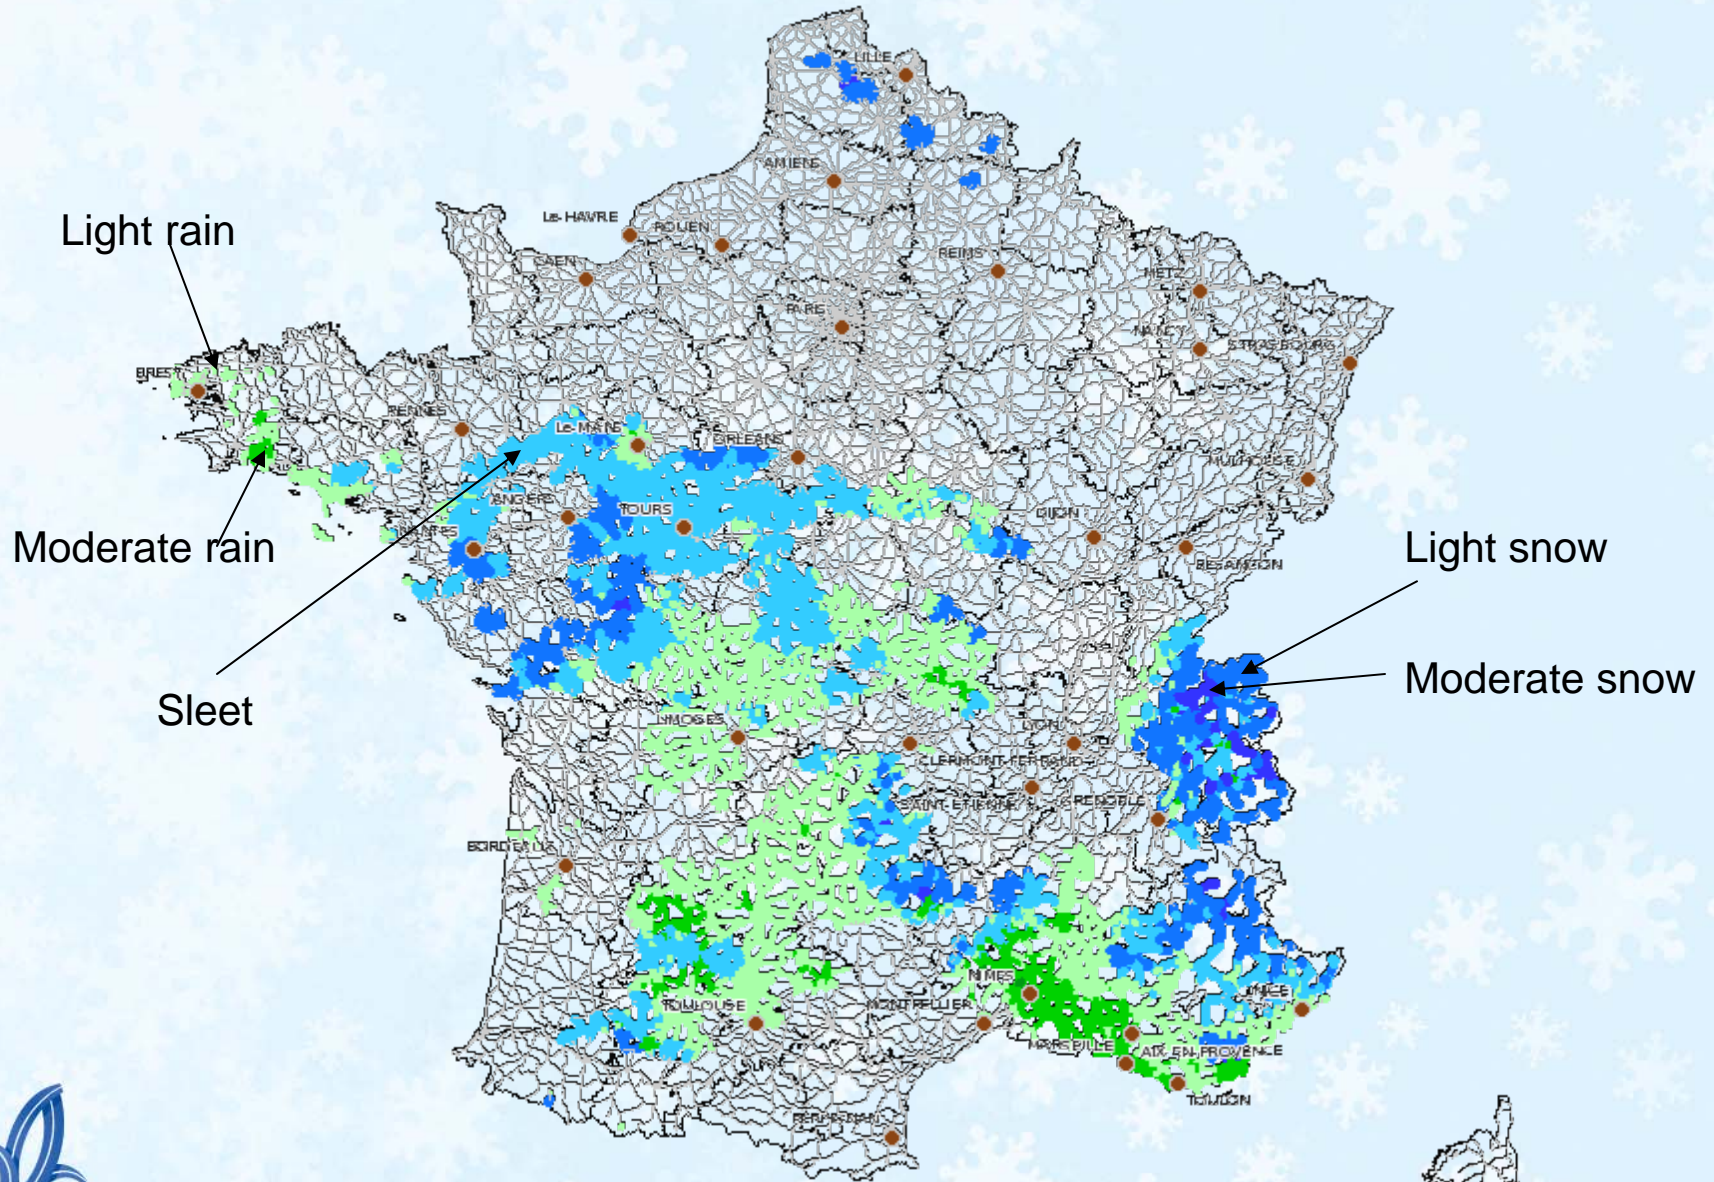 LILLE
AMIENS
Light rain
Le-HAVRE
ROUEN
CAEN
REIMS
METZ
PARIS
NANCY
STRASBOURG
BREST
RENNES
Le-MANS
ORLEANS
MULHOUSE
ANGERS
TOURS
DIJON
Moderate rain
Light snow
BESANCON
Moderate snow
Sleet
LIMOGES
LYON
CLERMONT-FERRAND
SAINT-ETIENNE
GRENOBLE
BORDEAUX
NIMES
NICE
TOULOUSE
MONTPELLIER
MARSEILLE
AIX-EN-PROVENCE
TOULON
PERPIGNAN